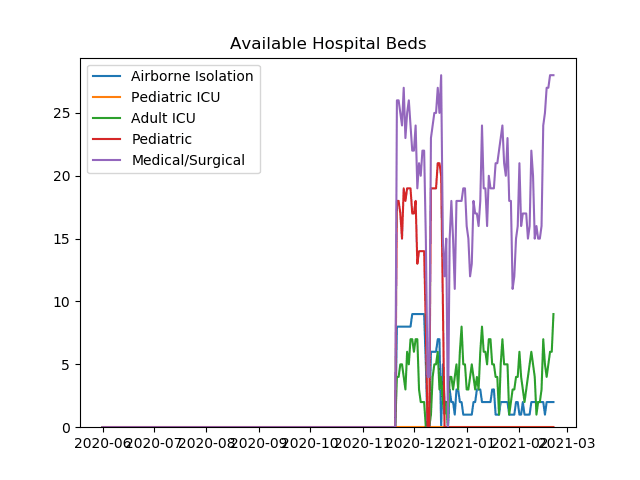 Available Hospital Beds
Airborne Isolation
Pediatric ICU
Adult ICU
Pediatric
Medical/Surgical
25
20
15
10
5
0
2020-06 2020-07 2020-08 2020-09 2020-10 2020-11 2020-12 2021-01 2021-02 2021-03